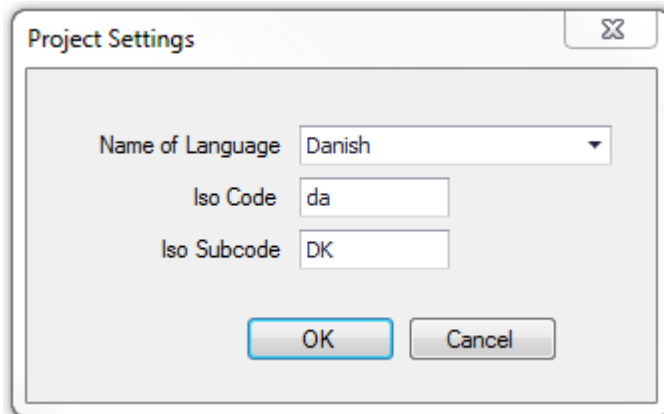 Project Settings
Name of Language Danish
Iso Code da
Iso Subcode DK
OK Cancel